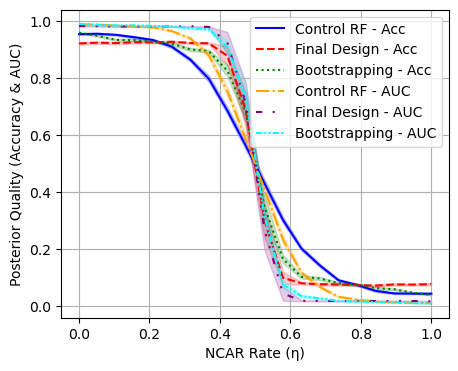 Posterior Quality (Accuracy & AUC)
1.0
0.8
0.6
0.4
0.2
0.0
Control RF - Acc
Final Design - Acc
Bootstrapping - Acc
Control RF - AUC
Final Design - AUC
Bootstrapping - AUC
0.0 0.2 0.4 0.6 0.8 1.0
NCAR Rate (η)